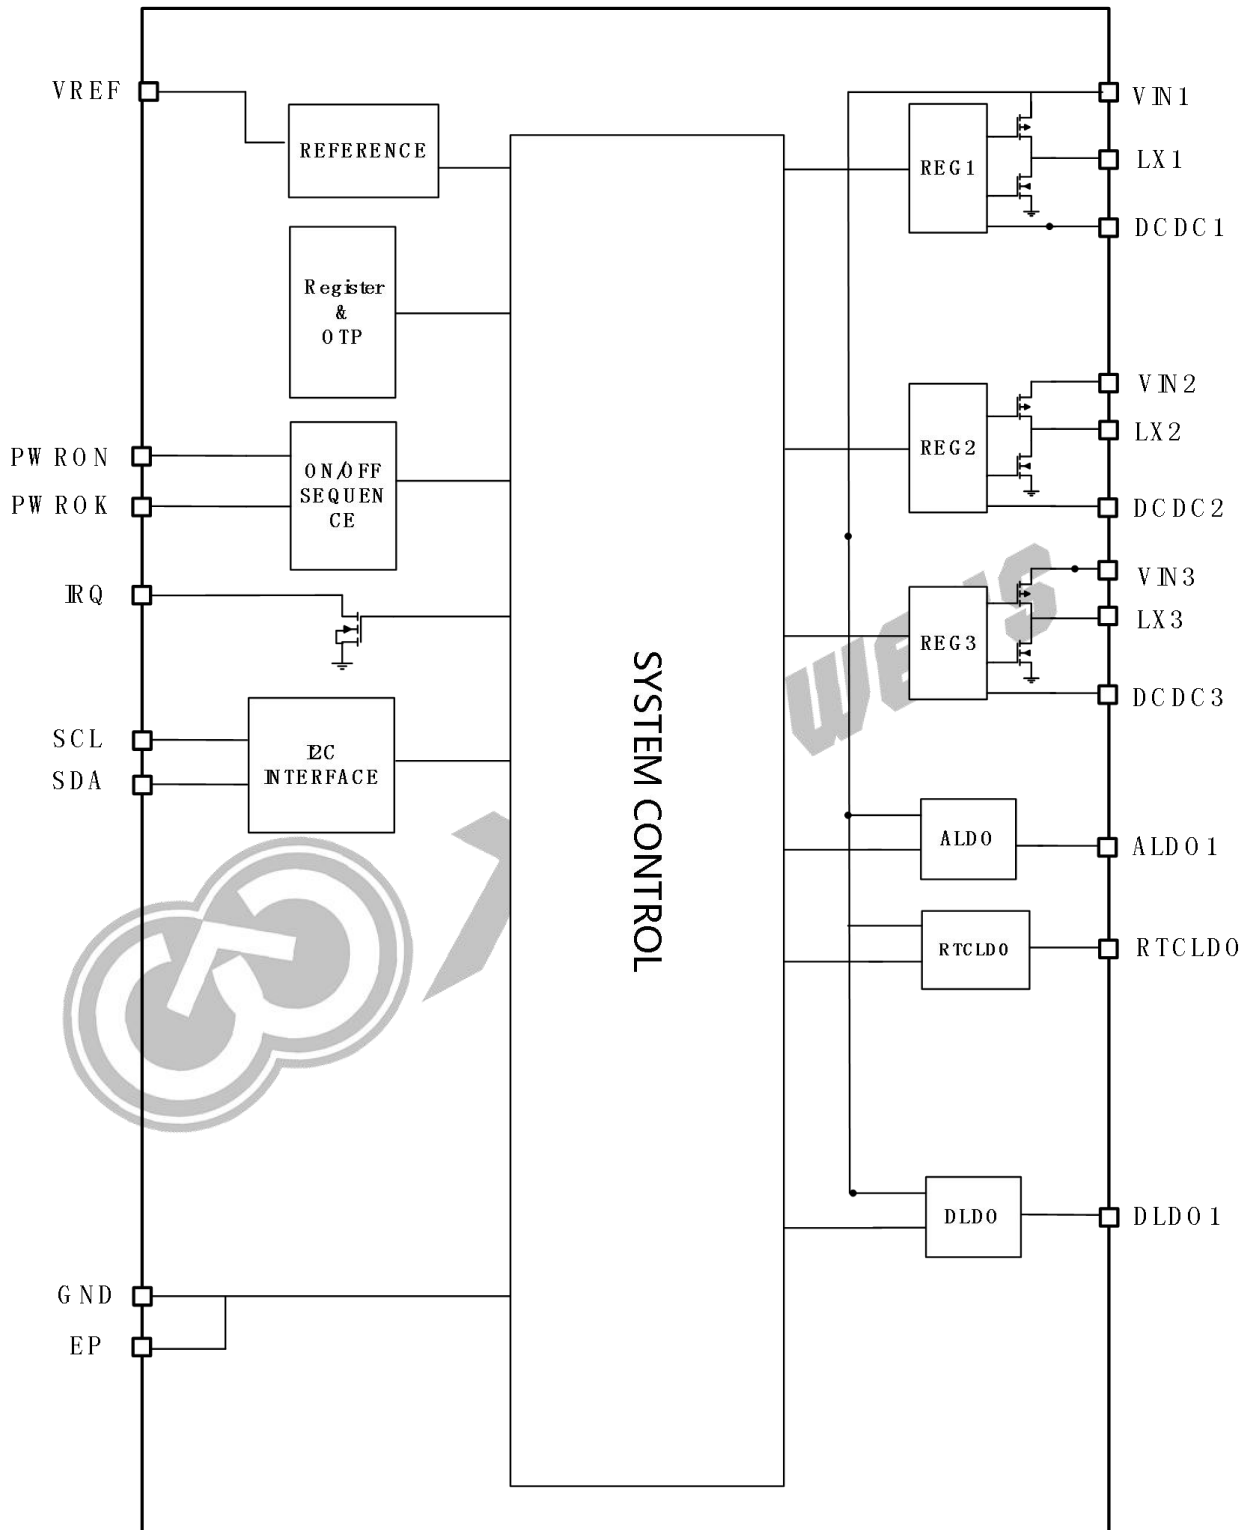 VREF
REFERENCE
Register
&
OTP
PWRON
PWROK
ON/OFF
SEQUEN
CE
IRQ
SCL
SDA
I2C
INTERFACE
GND
EP
SYSTEM CONTROL
VIN1
REG1
LX1
DCDC1
VIN2
REG2
LX2
DCDC2
VIN3
REG3
LX3
DCDC3
ALDO
ALDO1
RTCLDO
RTCLDO
DLDO
DLDO1